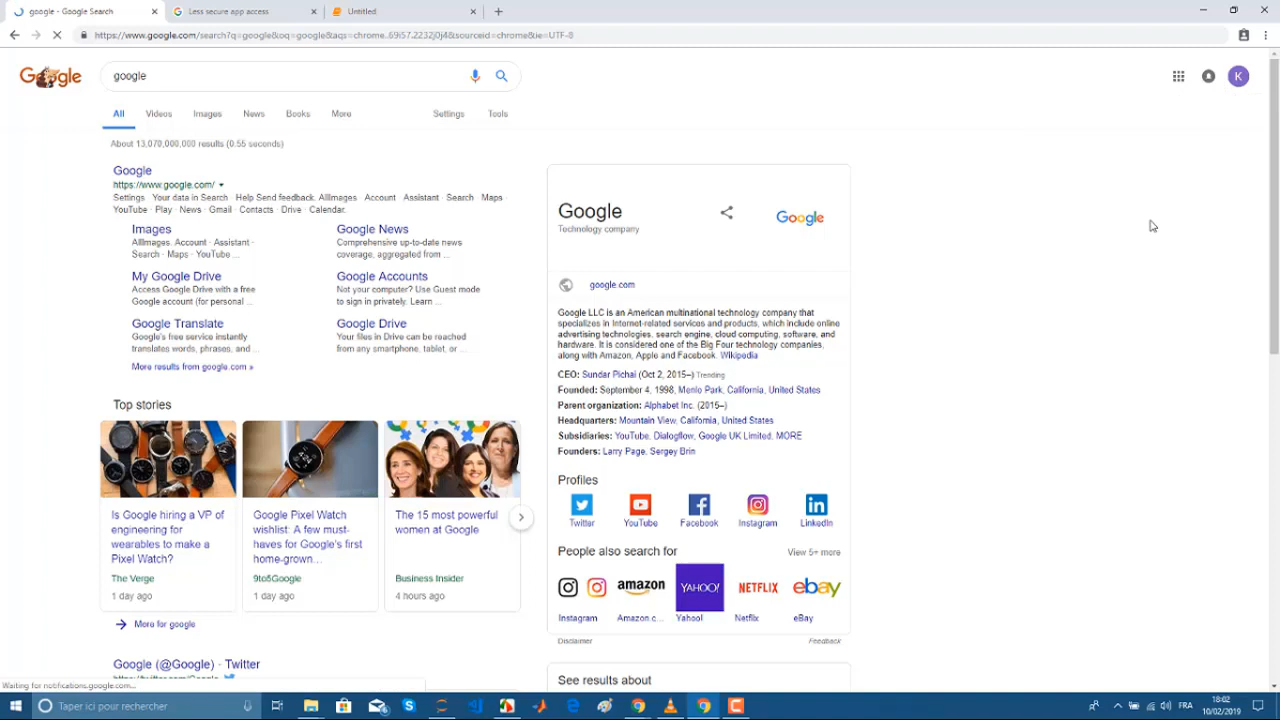 google - Google Search
Less secure app access
Untitled
https://www.google.com/search?q=google&oq=google&aqs=chrome..69i57.2232j0j4&sourceid=chrome&ie=UTF-8
Google
google
K
All Videos Images News Books More Settings Tools
About 13,070,000,000 results (0.55 seconds)
Google
https://www.google.com/
Settings · Your data in Search · Help Send feedback. AllImages · Account · Assistant · Search · Maps ·
YouTube · Play · News · Gmail · Contacts · Drive · Calendar.
Images
AllImages. Account · Assistant ·
Search · Maps · YouTube ...
Google News
Comprehensive up-to-date news
coverage, aggregated from ...
My Google Drive
Access Google Drive with a free
Google account (for personal ...
Google Accounts
Not your computer? Use Guest mode
to sign in privately. Learn ...
Google Translate
Google's free service instantly
translates words, phrases, and ...
Google Drive
Your files in Drive can be reached
from any smartphone, tablet, or ...
More results from google.com »
Top stories
Is Google hiring a VP of
engineering for
wearables to make a
Pixel Watch?
The Verge
1 day ago
Google Pixel Watch
wishlist: A few must-
haves for Google's first
home-grown...
9to5Google
1 day ago
The 15 most powerful
women at Google
Business Insider
4 hours ago
More for google
Google (@Google) · Twitter
https://twitter.com/Google
Google
Technology company
Google
google.com
Google LLC is an American multinational technology company that
specializes in Internet-related services and products, which include online
advertising technologies, search engine, cloud computing, software, and
hardware. It is considered one of the Big Four technology companies,
along with Amazon, Apple and Facebook. Wikipedia
CEO: Sundar Pichai (Oct 2, 2015–) Trending
Founded: September 4, 1998, Menlo Park, California, United States
Parent organization: Alphabet Inc. (2015–)
Headquarters: Mountain View, California, United States
Subsidiaries: YouTube, Dialogflow, Google UK Limited, MORE
Founders: Larry Page, Sergey Brin
Profiles
Twitter YouTube Facebook Instagram LinkedIn
People also search for View 5+ more
amazon YAHOO! NETFLIX ebay
Instagram Amazon c... Yahoo! Netflix eBay
Disclaimer Feedback
See results about
Waiting for notifications.google.com...
Taper ici pour rechercher
FRA
18:02
10/02/2019